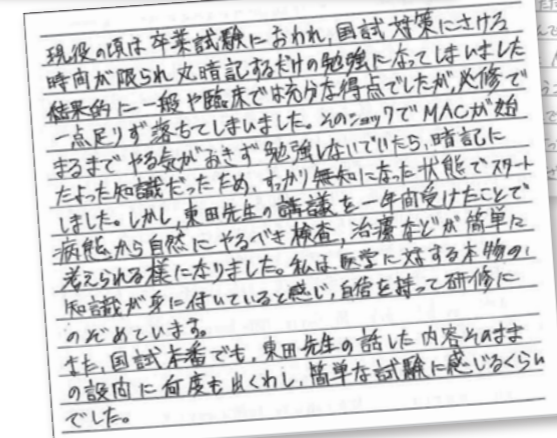 現役の頃は卒業試験におわれ,国試対策にさける
時間が限られ丸暗記するだけの勉強になってしまいました
結果的に一般や臨床では充分な得点でしたが,必修で
一点足りず落ちてしまいました。そのショックでMACが始
まるまでやる気がおきず勉強しないでいたら,暗記に
たよった知識だったため,すっかり無知になった状態でスタート
しました。しかし,東田先生の講議を一年間受けたことで
病態から自然にやるべき検査,治療などが簡単に
考えられる様になりました。私は,医学に対する本物の,
知識が身に付いていると感じ,自信を持って研修に
のぞめています。
また,国試本番でも,東田先生の話した内容そのまま
の設問に何度も出くわし,簡単な試験に感じるくらい
でした。